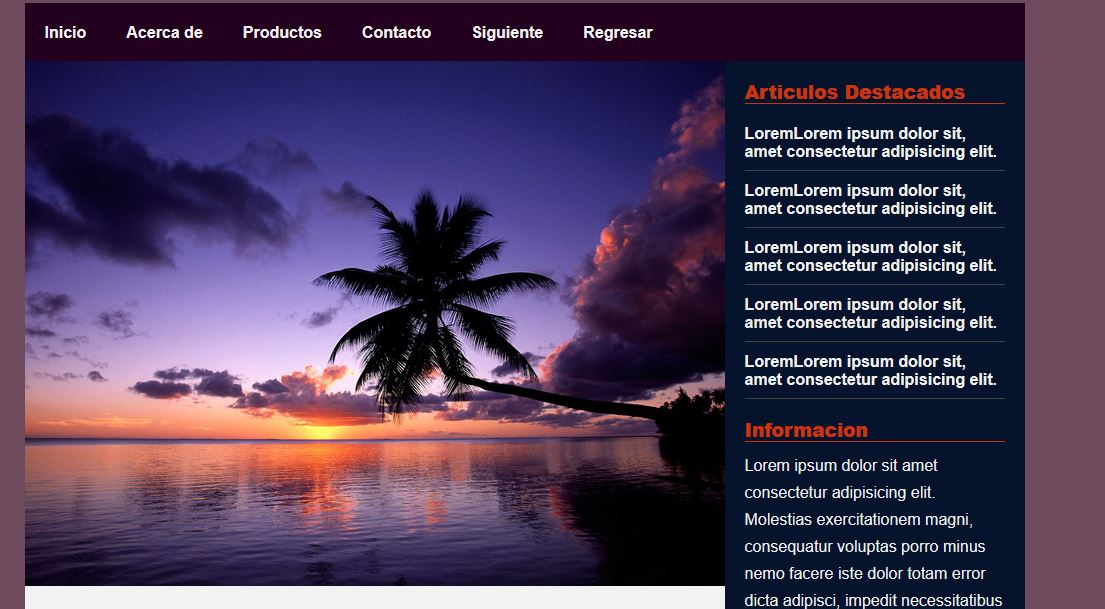 Inicio Acerca de Productos Contacto Siguiente Regresar
Articulos Destacados
LoremLorem ipsum dolor sit,
amet consectetur adipisicing elit.
LoremLorem ipsum dolor sit,
amet consectetur adipisicing elit.
LoremLorem ipsum dolor sit,
amet consectetur adipisicing elit.
LoremLorem ipsum dolor sit,
amet consectetur adipisicing elit.
LoremLorem ipsum dolor sit,
amet consectetur adipisicing elit.
Informacion
Lorem ipsum dolor sit amet
consectetur adipisicing elit.
Molestias exercitationem magni,
consequatur voluptas porro minus
nemo facere iste dolor totam error
dicta adipisci, impedit necessitatibus